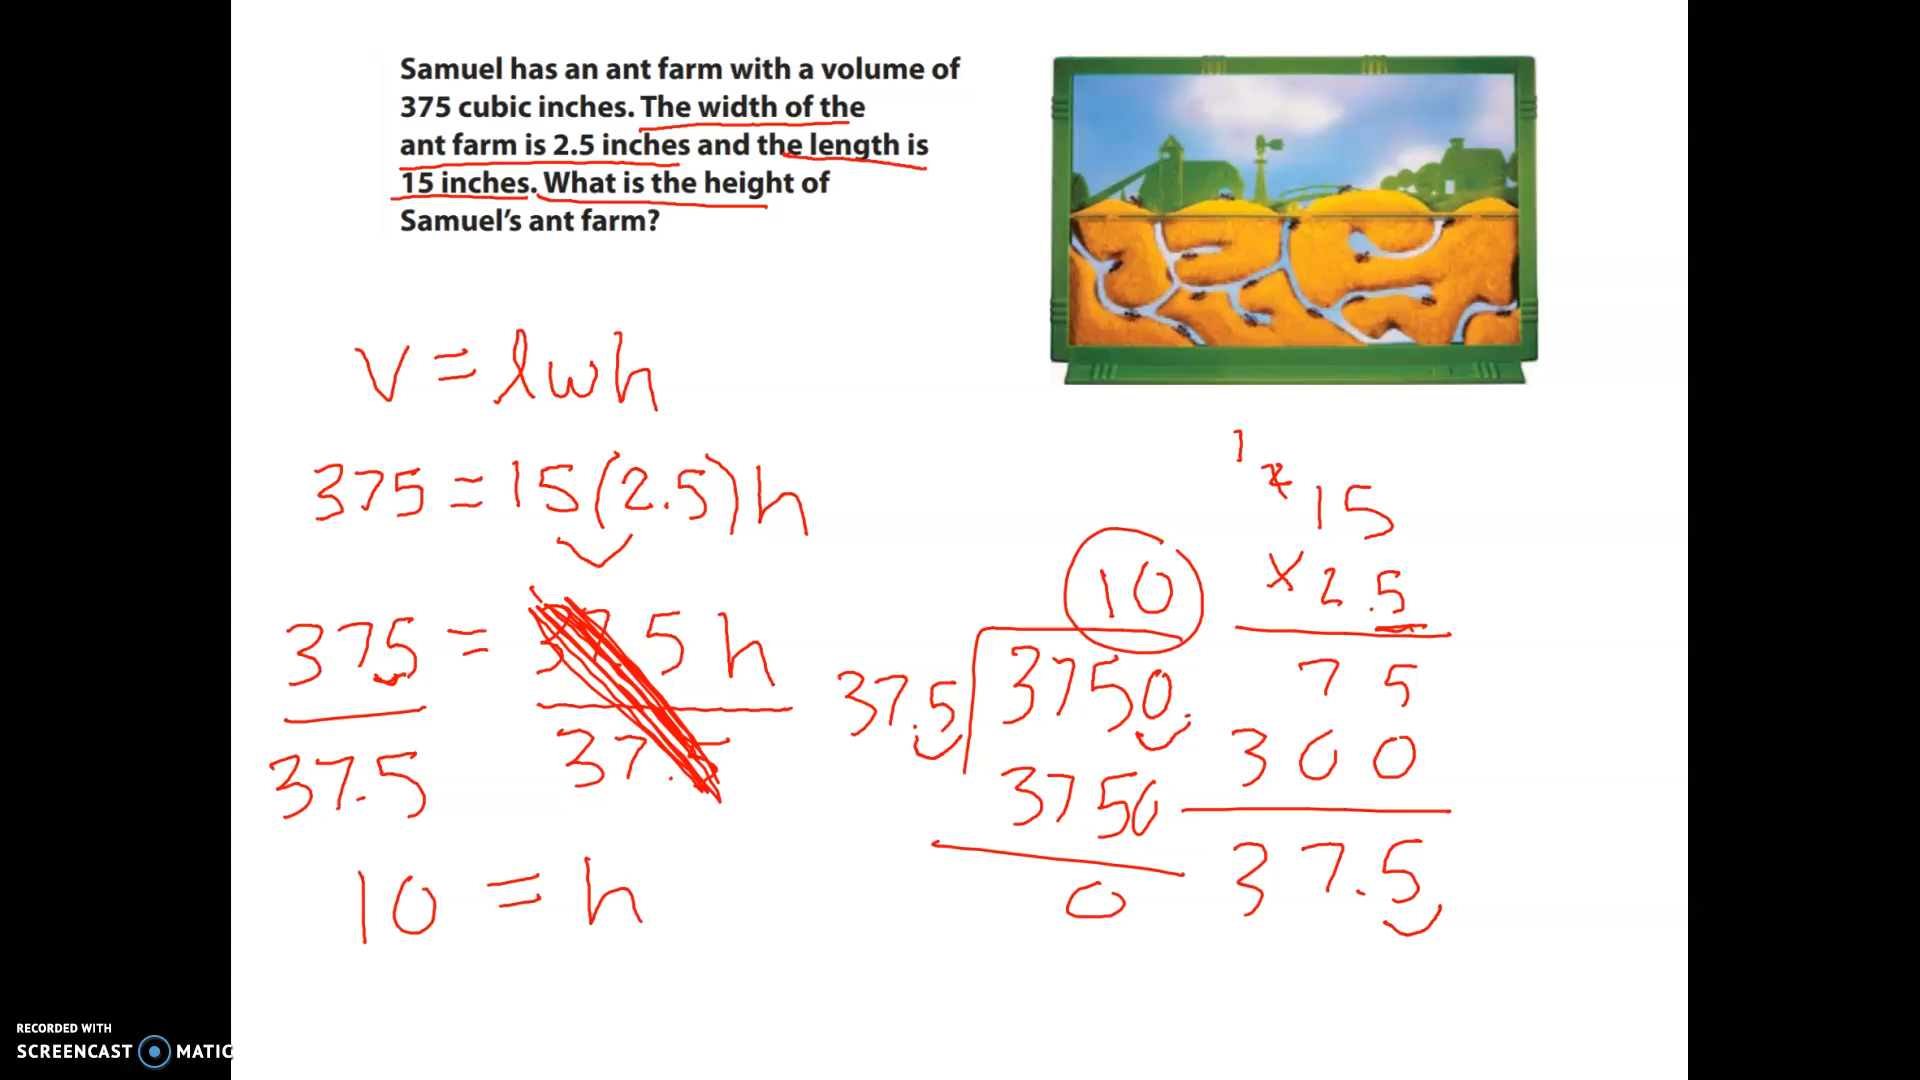 Samuel has an ant farm with a volume of
375 cubic inches. The width of the
ant farm is 2.5 inches and the length is
15 inches. What is the height of
Samuel's ant farm?
V = lwh
375 = 15(2.5)h
375 = 37.5h
37.5 37.5
10 = h
10
37.5 3750.
3750
0
1
2
15
x 2.5
75
300
37.5
RECORDED WITH
SCREENCAST MATIC